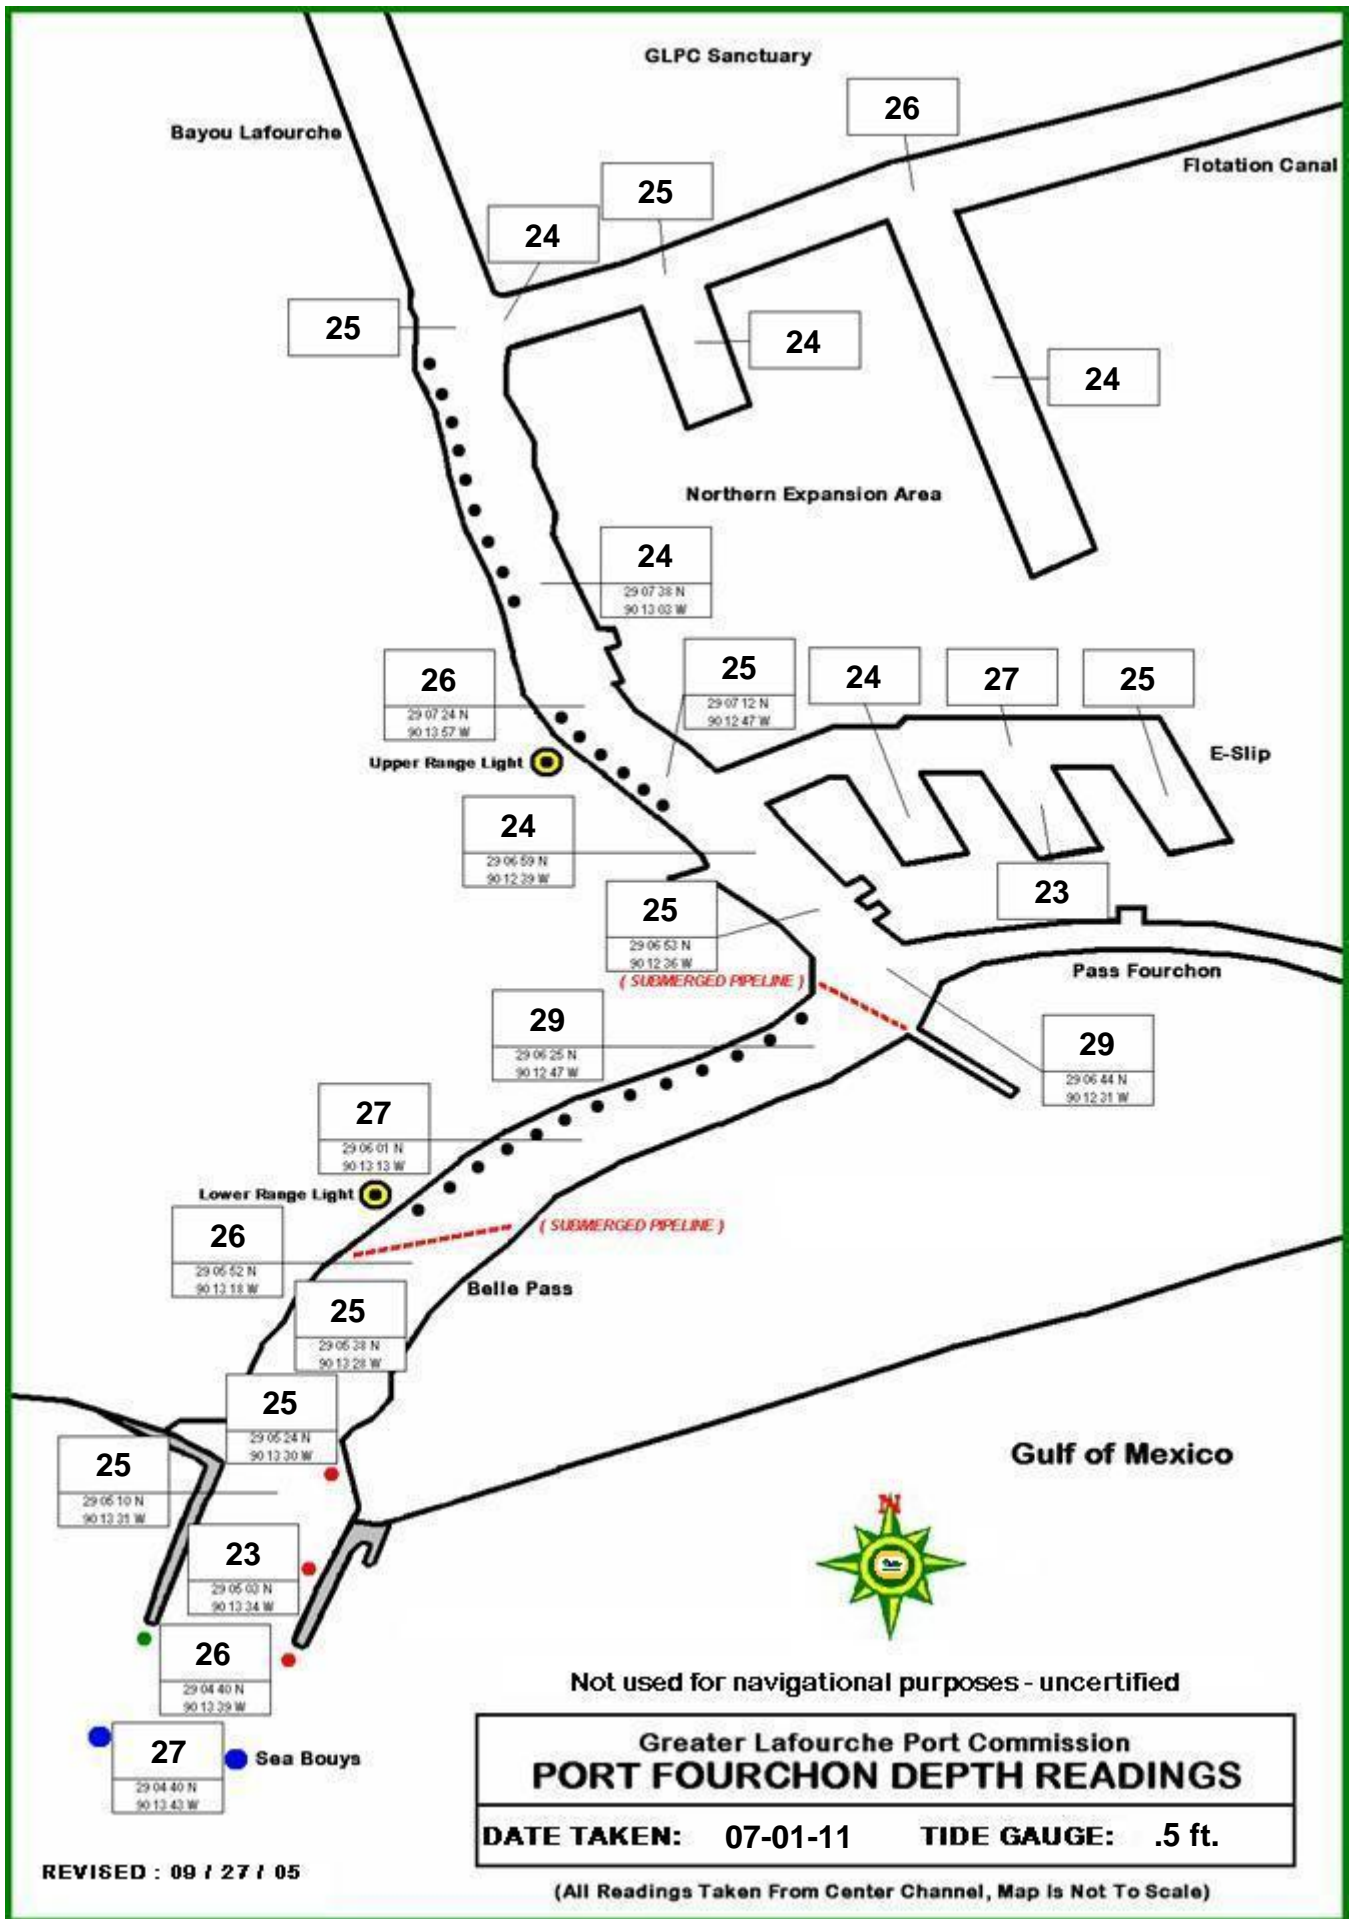 GLPC Sanctuary
26
Bayou Lafourche
Flotation Canal
25
24
25
24
24
Northern Expansion Area
24
29 07 38 N
90 13 03 W
26
29 07 24 N
90 13 57 W
25
29 07 12 N
90 12 47 W
24
27
25
E-Slip
Upper Range Light
24
29 06 59 N
90 12 39 W
23
25
29 06 53 N
90 12 36 W
( SUBMERGED PIPELINE )
Pass Fourchon
29
29 06 25 N
90 12 47 W
29
29 06 44 N
90 12 31 W
27
29 06 01 N
90 13 13 W
Lower Range Light
26
29 05 52 N
90 13 18 W
( SUBMERGED PIPELINE )
Belle Pass
25
29 05 38 N
90 13 28 W
25
29 05 24 N
90 13 30 W
25
29 05 10 N
90 13 31 W
Gulf of Mexico
N
23
29 05 03 N
90 13 34 W
26
29 04 40 N
90 13 39 W
27
29 04 40 N
90 13 43 W
Sea Bouys
Not used for navigational purposes - uncertified
Greater Lafourche Port Commission
PORT FOURCHON DEPTH READINGS
DATE TAKEN: 07-01-11 TIDE GAUGE: .5 ft.
REVISED : 09 / 27 / 05
(All Readings Taken From Center Channel, Map Is Not To Scale)